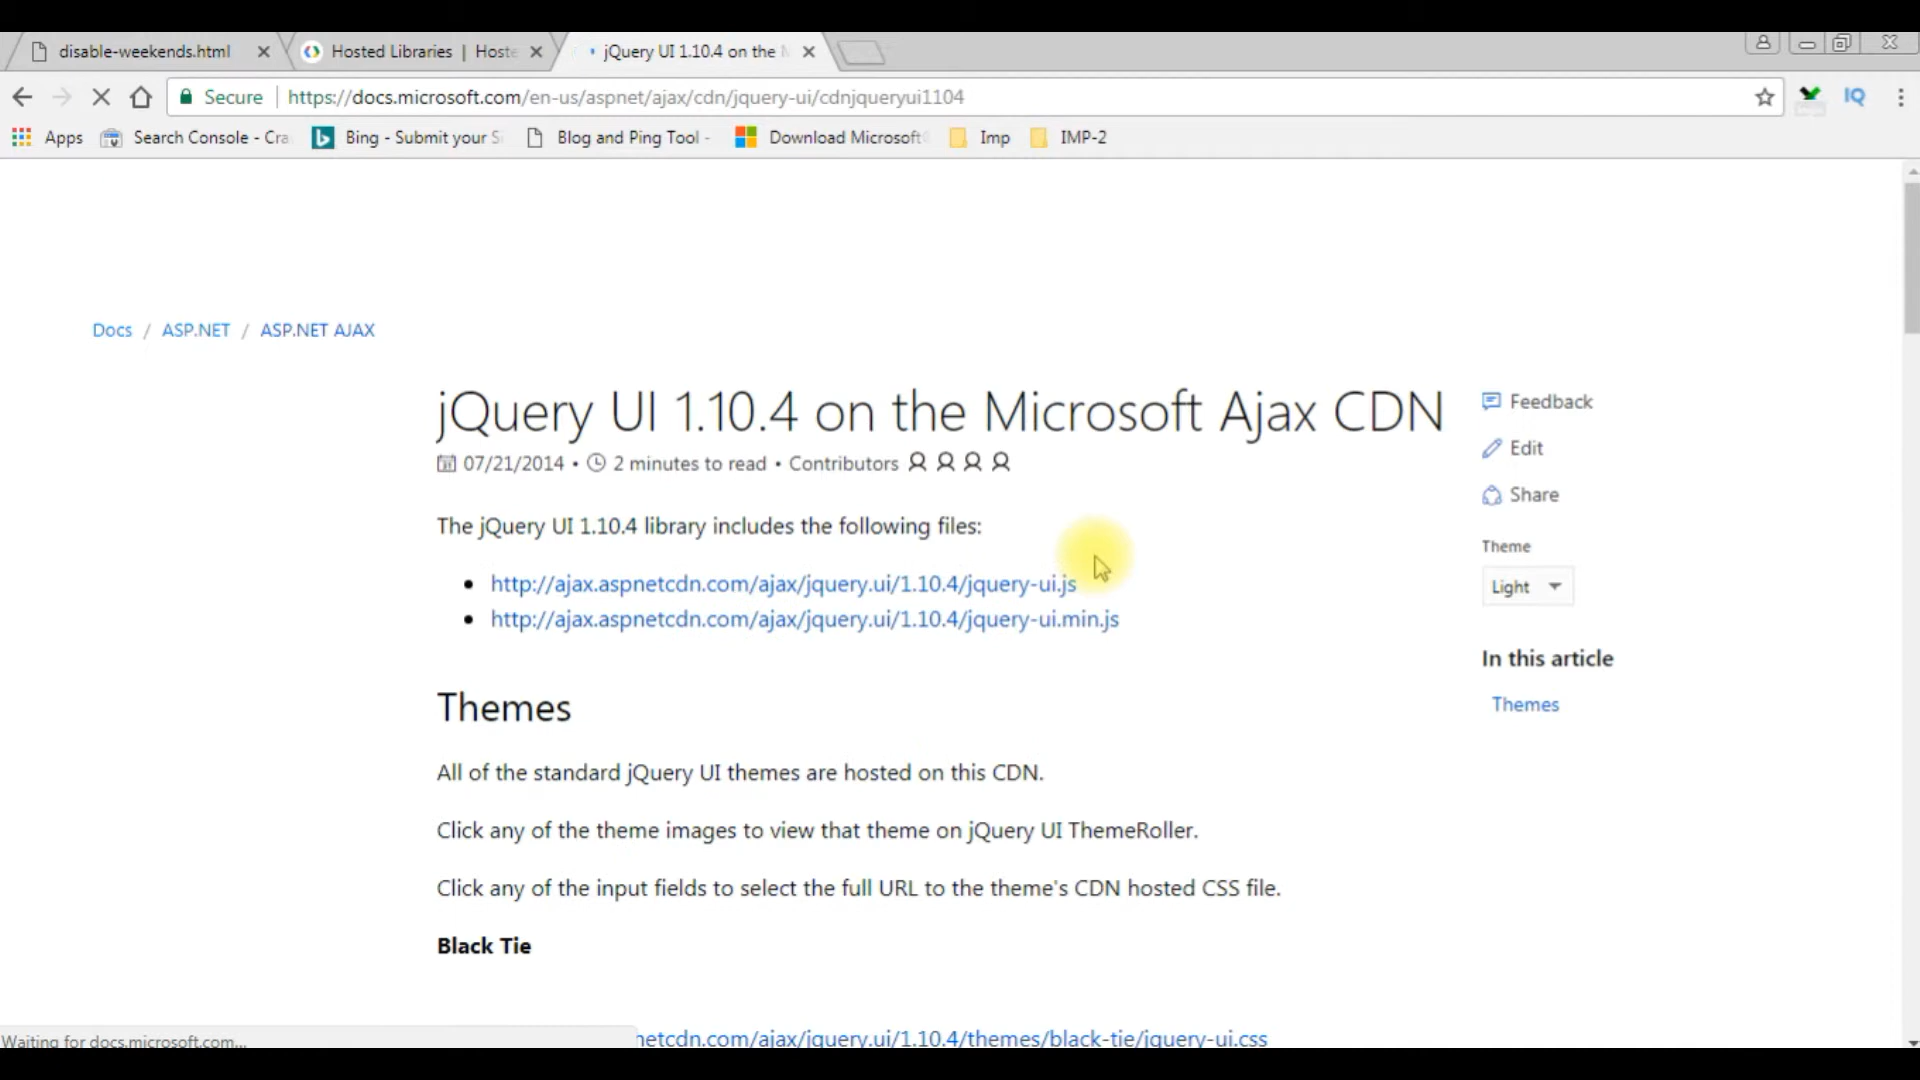 disable-weekends.html
Hosted Libraries | Hoste
jQuery UI 1.10.4 on the
Secure https://docs.microsoft.com/en-us/aspnet/ajax/cdn/jquery-ui/cdnjqueryui1104
IQ
Apps Search Console - Cra Bing - Submit your S Blog and Ping Tool - Download Microsoft Imp IMP-2
Docs / ASP.NET / ASP.NET AJAX
jQuery UI 1.10.4 on the Microsoft Ajax CDN
07/21/2014 • 2 minutes to read • Contributors
Feedback
Edit
Share
Theme
Light
In this article
Themes
The jQuery UI 1.10.4 library includes the following files:
• http://ajax.aspnetcdn.com/ajax/jquery.ui/1.10.4/jquery-ui.js
• http://ajax.aspnetcdn.com/ajax/jquery.ui/1.10.4/jquery-ui.min.js
Themes
All of the standard jQuery UI themes are hosted on this CDN.
Click any of the theme images to view that theme on jQuery UI ThemeRoller.
Click any of the input fields to select the full URL to the theme's CDN hosted CSS file.
Black Tie
netcdn.com/ajax/jquery.ui/1.10.4/themes/black-tie/jquery-ui.css
Waiting for docs.microsoft.com...